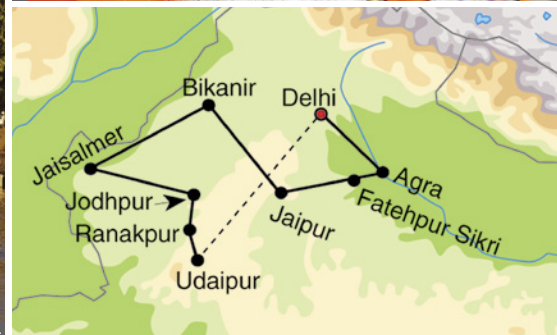 Bikanir
Delhi
Jaisalmer
Agra
Jodhpur
Fatehpur Sikri
Jaipur
Ranakpur
Udaipur